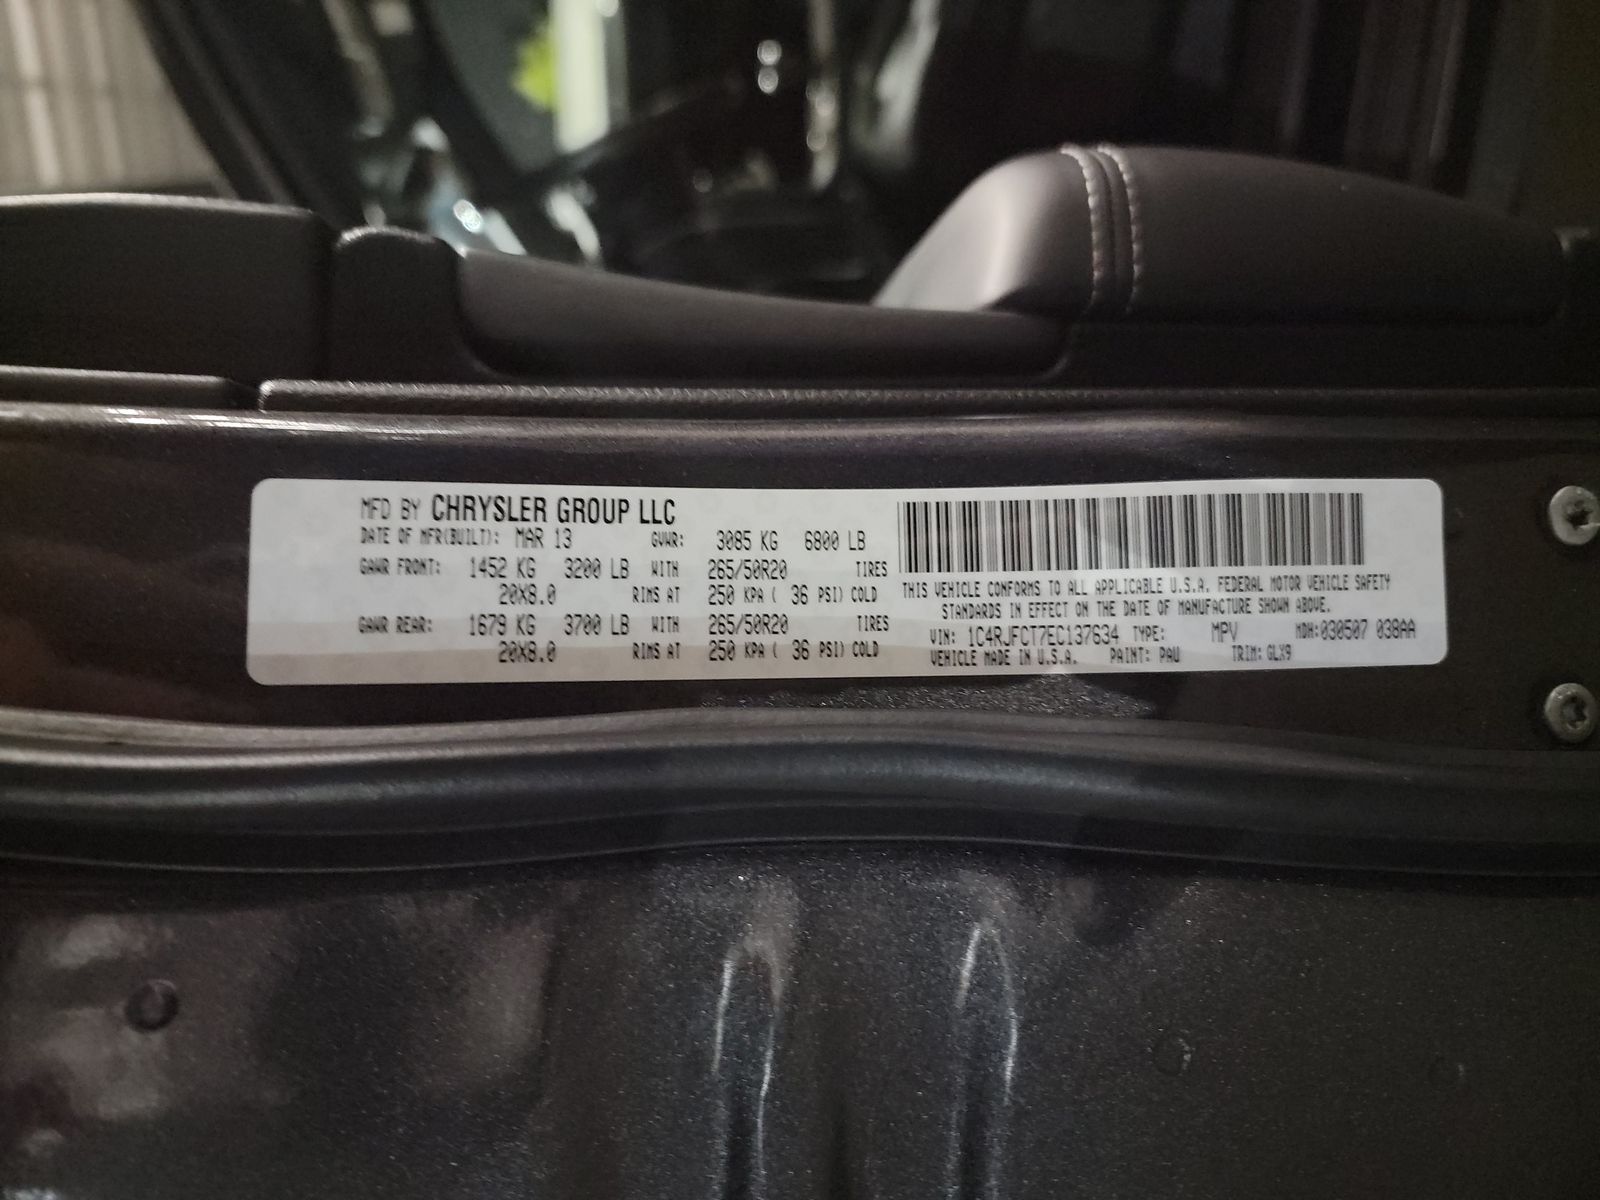 MFD BY CHRYSLER GROUP LLC
DATE OF MFR(BUILT): MAR 13 GVWR: 3085 KG 6800 LB
GAWR FRONT: 1452 KG 3200 LB WITH 265/50R20 TIRES
20X8.0 RIMS AT 250 KPA ( 36 PSI) COLD
GAWR REAR: 1679 KG 3700 LB WITH 265/50R20 TIRES
20X8.0 RIMS AT 250 KPA ( 36 PSI) COLD
THIS VEHICLE CONFORMS TO ALL APPLICABLE U.S.A. FEDERAL MOTOR VEHICLE SAFETY
STANDARDS IN EFFECT ON THE DATE OF MANUFACTURE SHOWN ABOVE.
VIN: 1C4RJFCT7EC137634 TYPE: MPV MDH:030507 038AA
VEHICLE MADE IN U.S.A. PAINT: PAU TRIM: GLX9